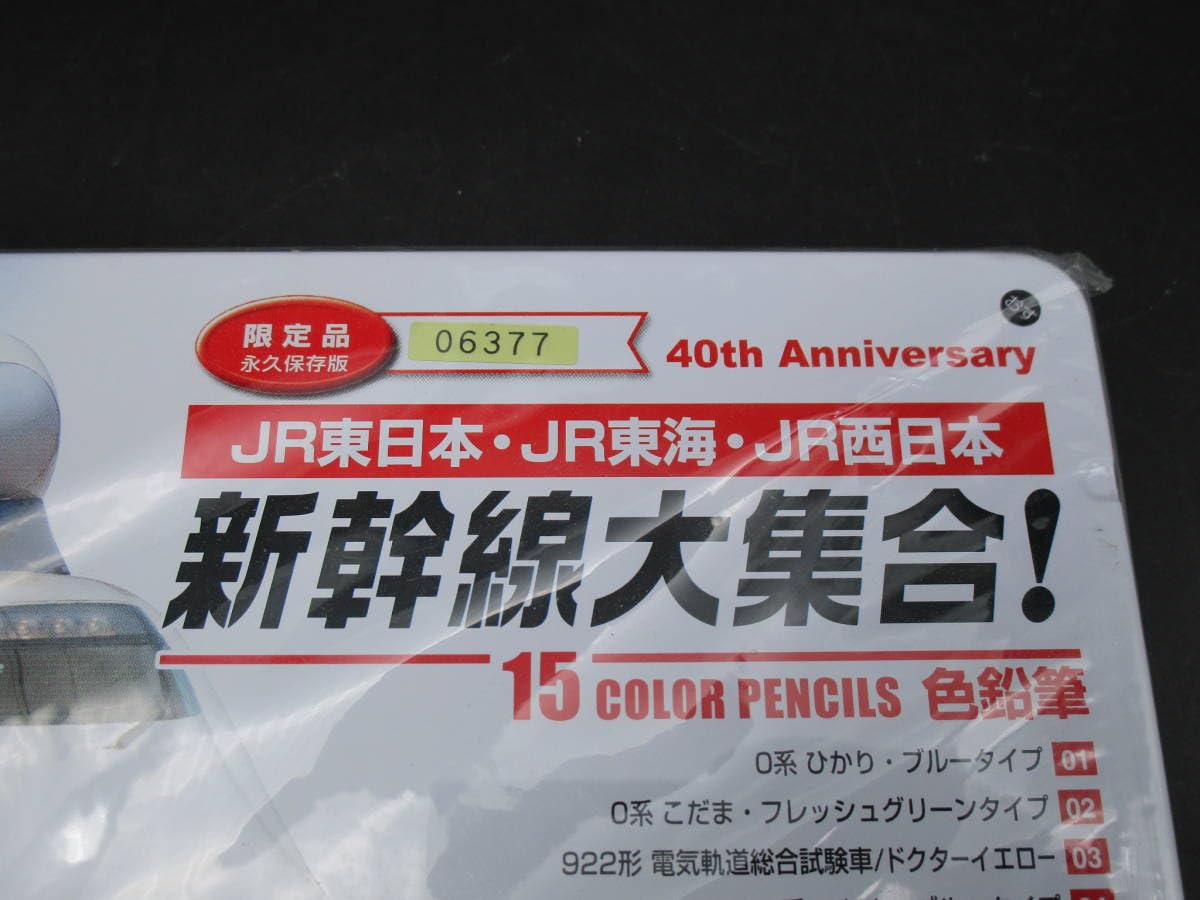 限定品
永久保存版
06377
40th Anniversary
JR東日本・JR東海・JR西日本
新幹線大集合!
15 COLOR PENCILS 色鉛筆
0系 ひかり・ブルータイプ 01
0系 こだま・フレッシュグリーンタイプ 02
922形 電気軌道総合試験車/ドクターイエロー 03